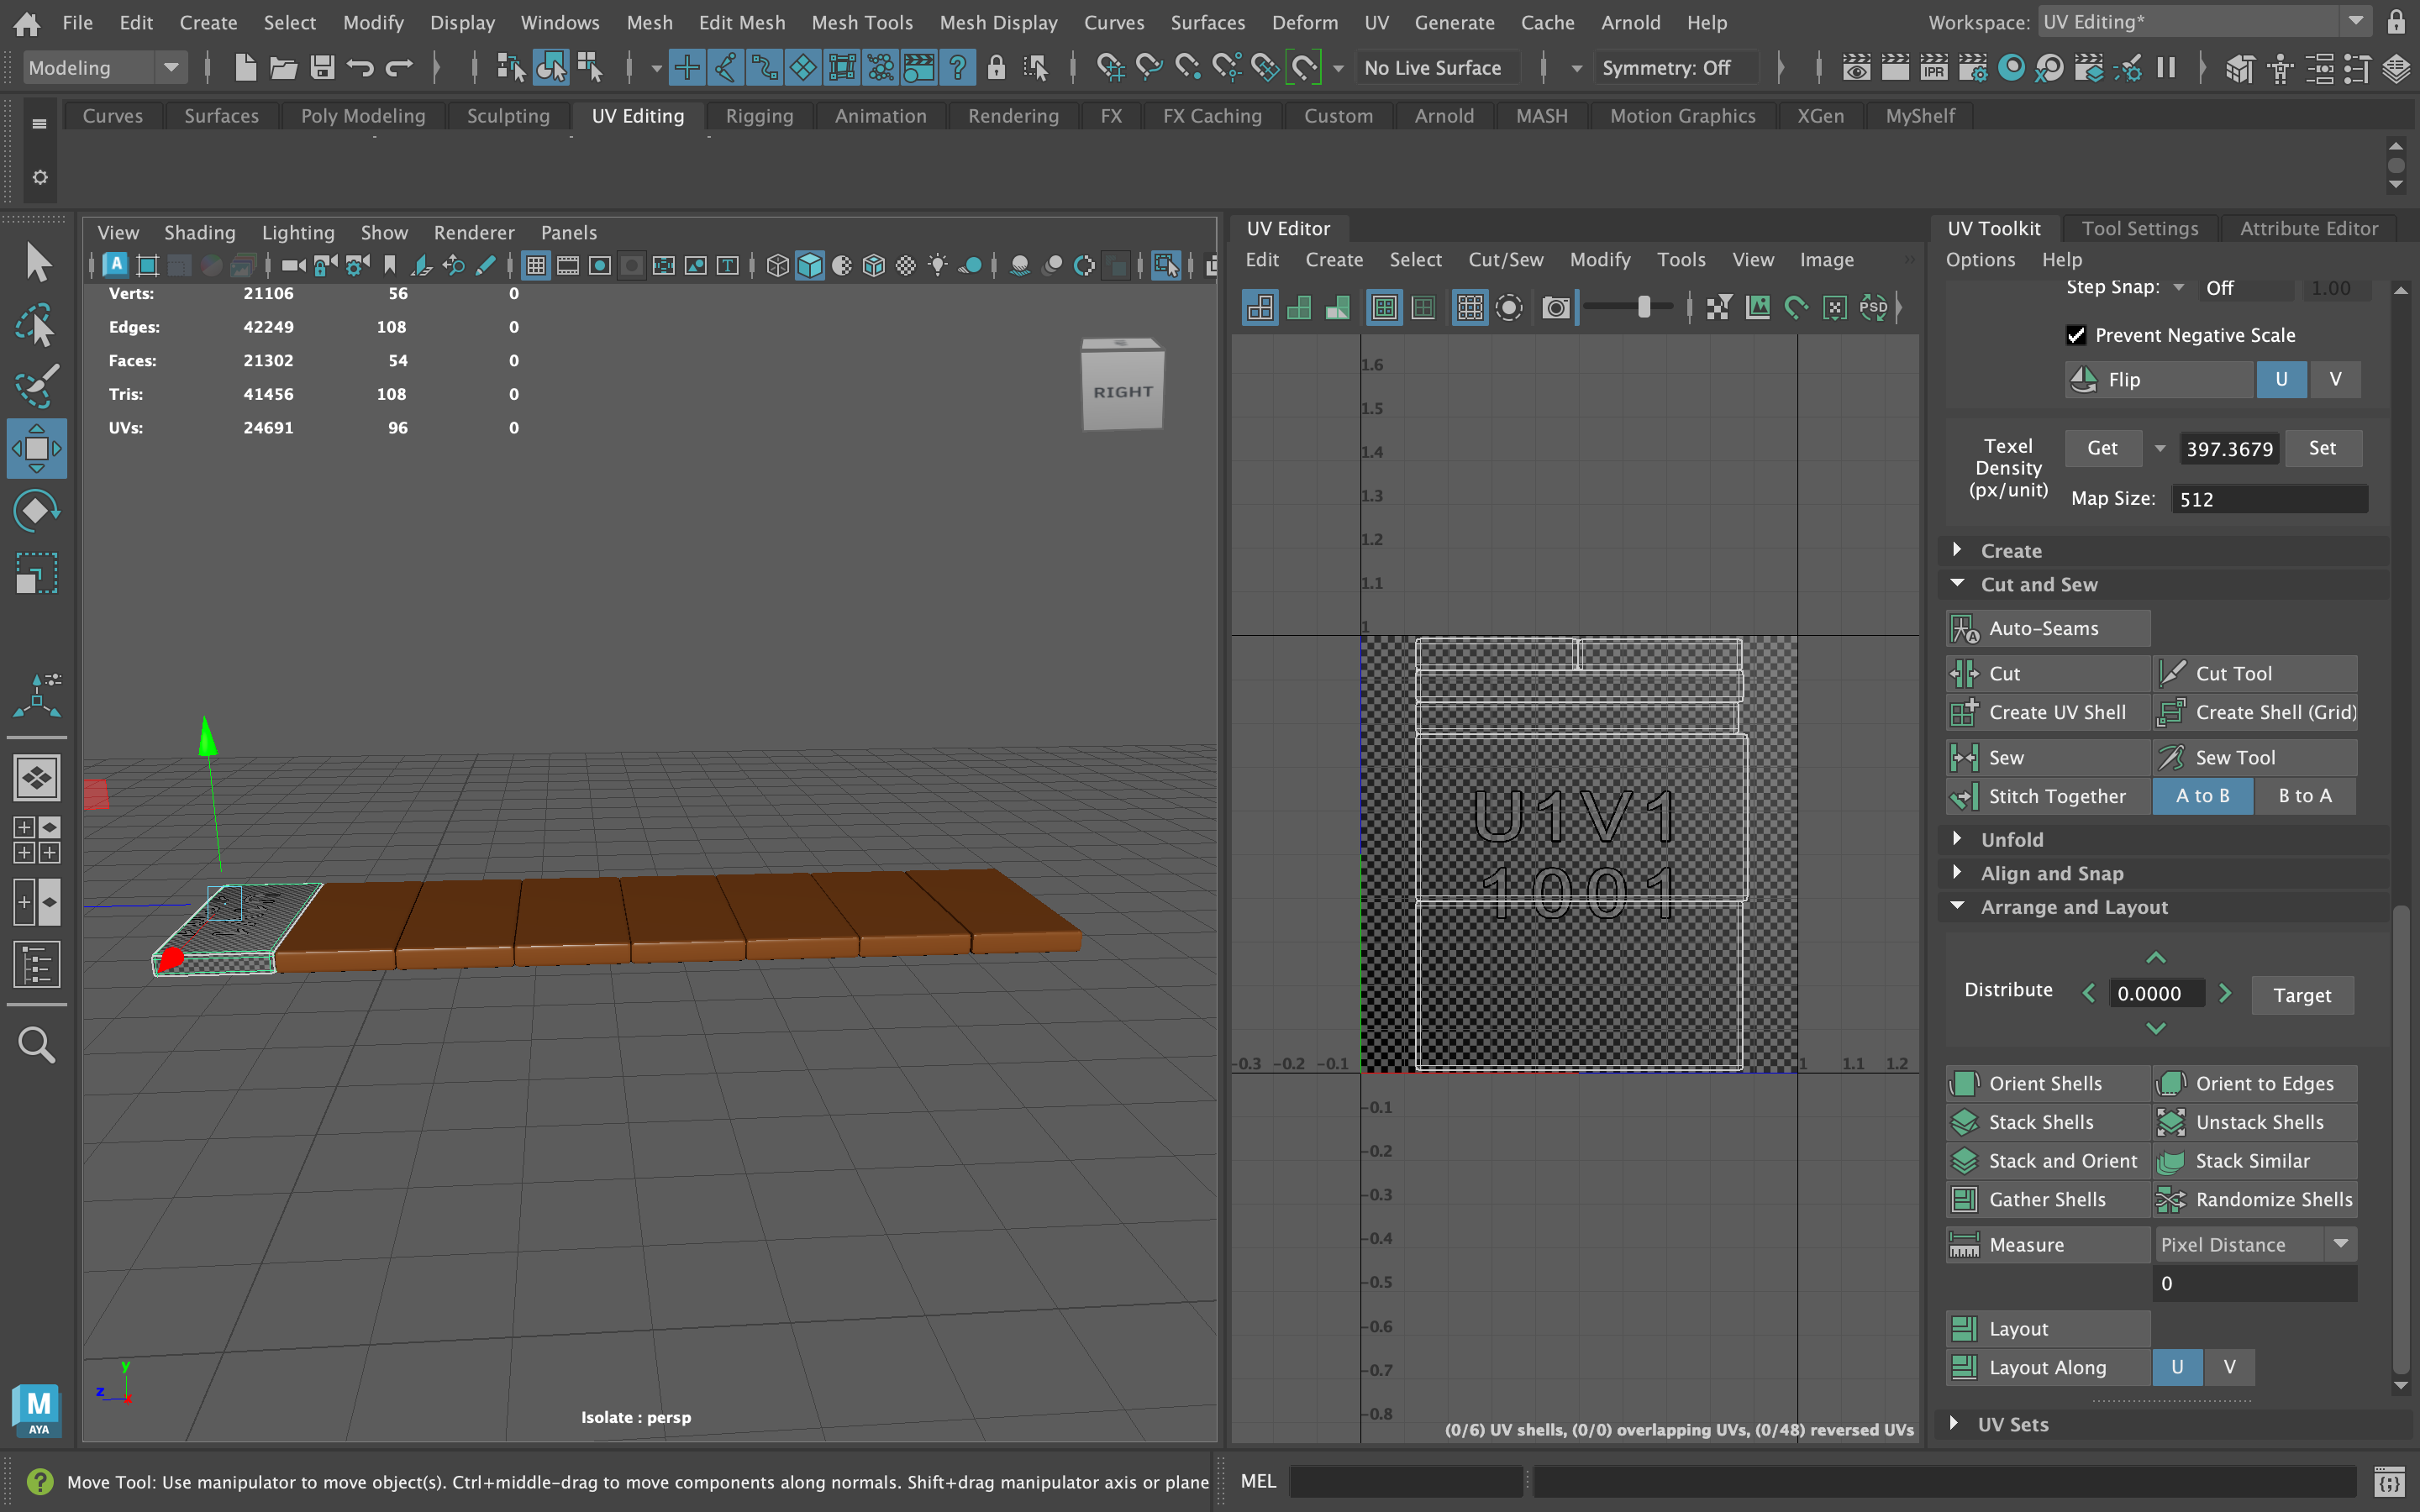 File Edit Create Select Modify Display Windows Mesh Edit Mesh Mesh Tools Mesh Display Curves Surfaces Deform UV Generate Cache Arnold Help Workspace: UV Editing*
Modeling IPR No Live Surface Symmetry: Off
Curves Surfaces Poly Modeling Sculpting UV Editing Rigging Animation Rendering FX FX Caching Custom Arnold MASH Motion Graphics XGen MyShelf
View Shading Lighting Show Renderer Panels
Verts: 21106 56 0
Edges: 42249 108 0
Faces: 21302 54 0
Tris: 41456 108 0
UVs: 24691 96 0
RIGHT
y
z
Isolate : persp
UV Editor
Edit Create Select Cut/Sew Modify Tools View Image
PSD
1.6
1.5
1.4
1.3
1.2
1.1
1
U1V1
1001
-0.3 -0.2 -0.1 1 1.1 1.2
-0.1
-0.2
-0.3
-0.4
-0.5
-0.6
-0.7
-0.8
(0/6) UV shells, (0/0) overlapping UVs, (0/48) reversed UVs
UV Toolkit Tool Settings Attribute Editor
Options Help
Step Snap: Off 1.00
Prevent Negative Scale
Flip U V
Texel Density (px/unit) Get 397.3679 Set
Map Size: 512
Create
Cut and Sew
Auto-Seams
Cut Cut Tool
Create UV Shell Create Shell (Grid)
Sew Sew Tool
Stitch Together A to B B to A
Unfold
Align and Snap
Arrange and Layout
Distribute 0.0000 Target
Orient Shells Orient to Edges
Stack Shells Unstack Shells
Stack and Orient Stack Similar
Gather Shells Randomize Shells
Measure Pixel Distance
0
Layout
Layout Along U V
UV Sets
M
AYA
Move Tool: Use manipulator to move object(s). Ctrl+middle-drag to move components along normals. Shift+drag manipulator axis or plane
MEL